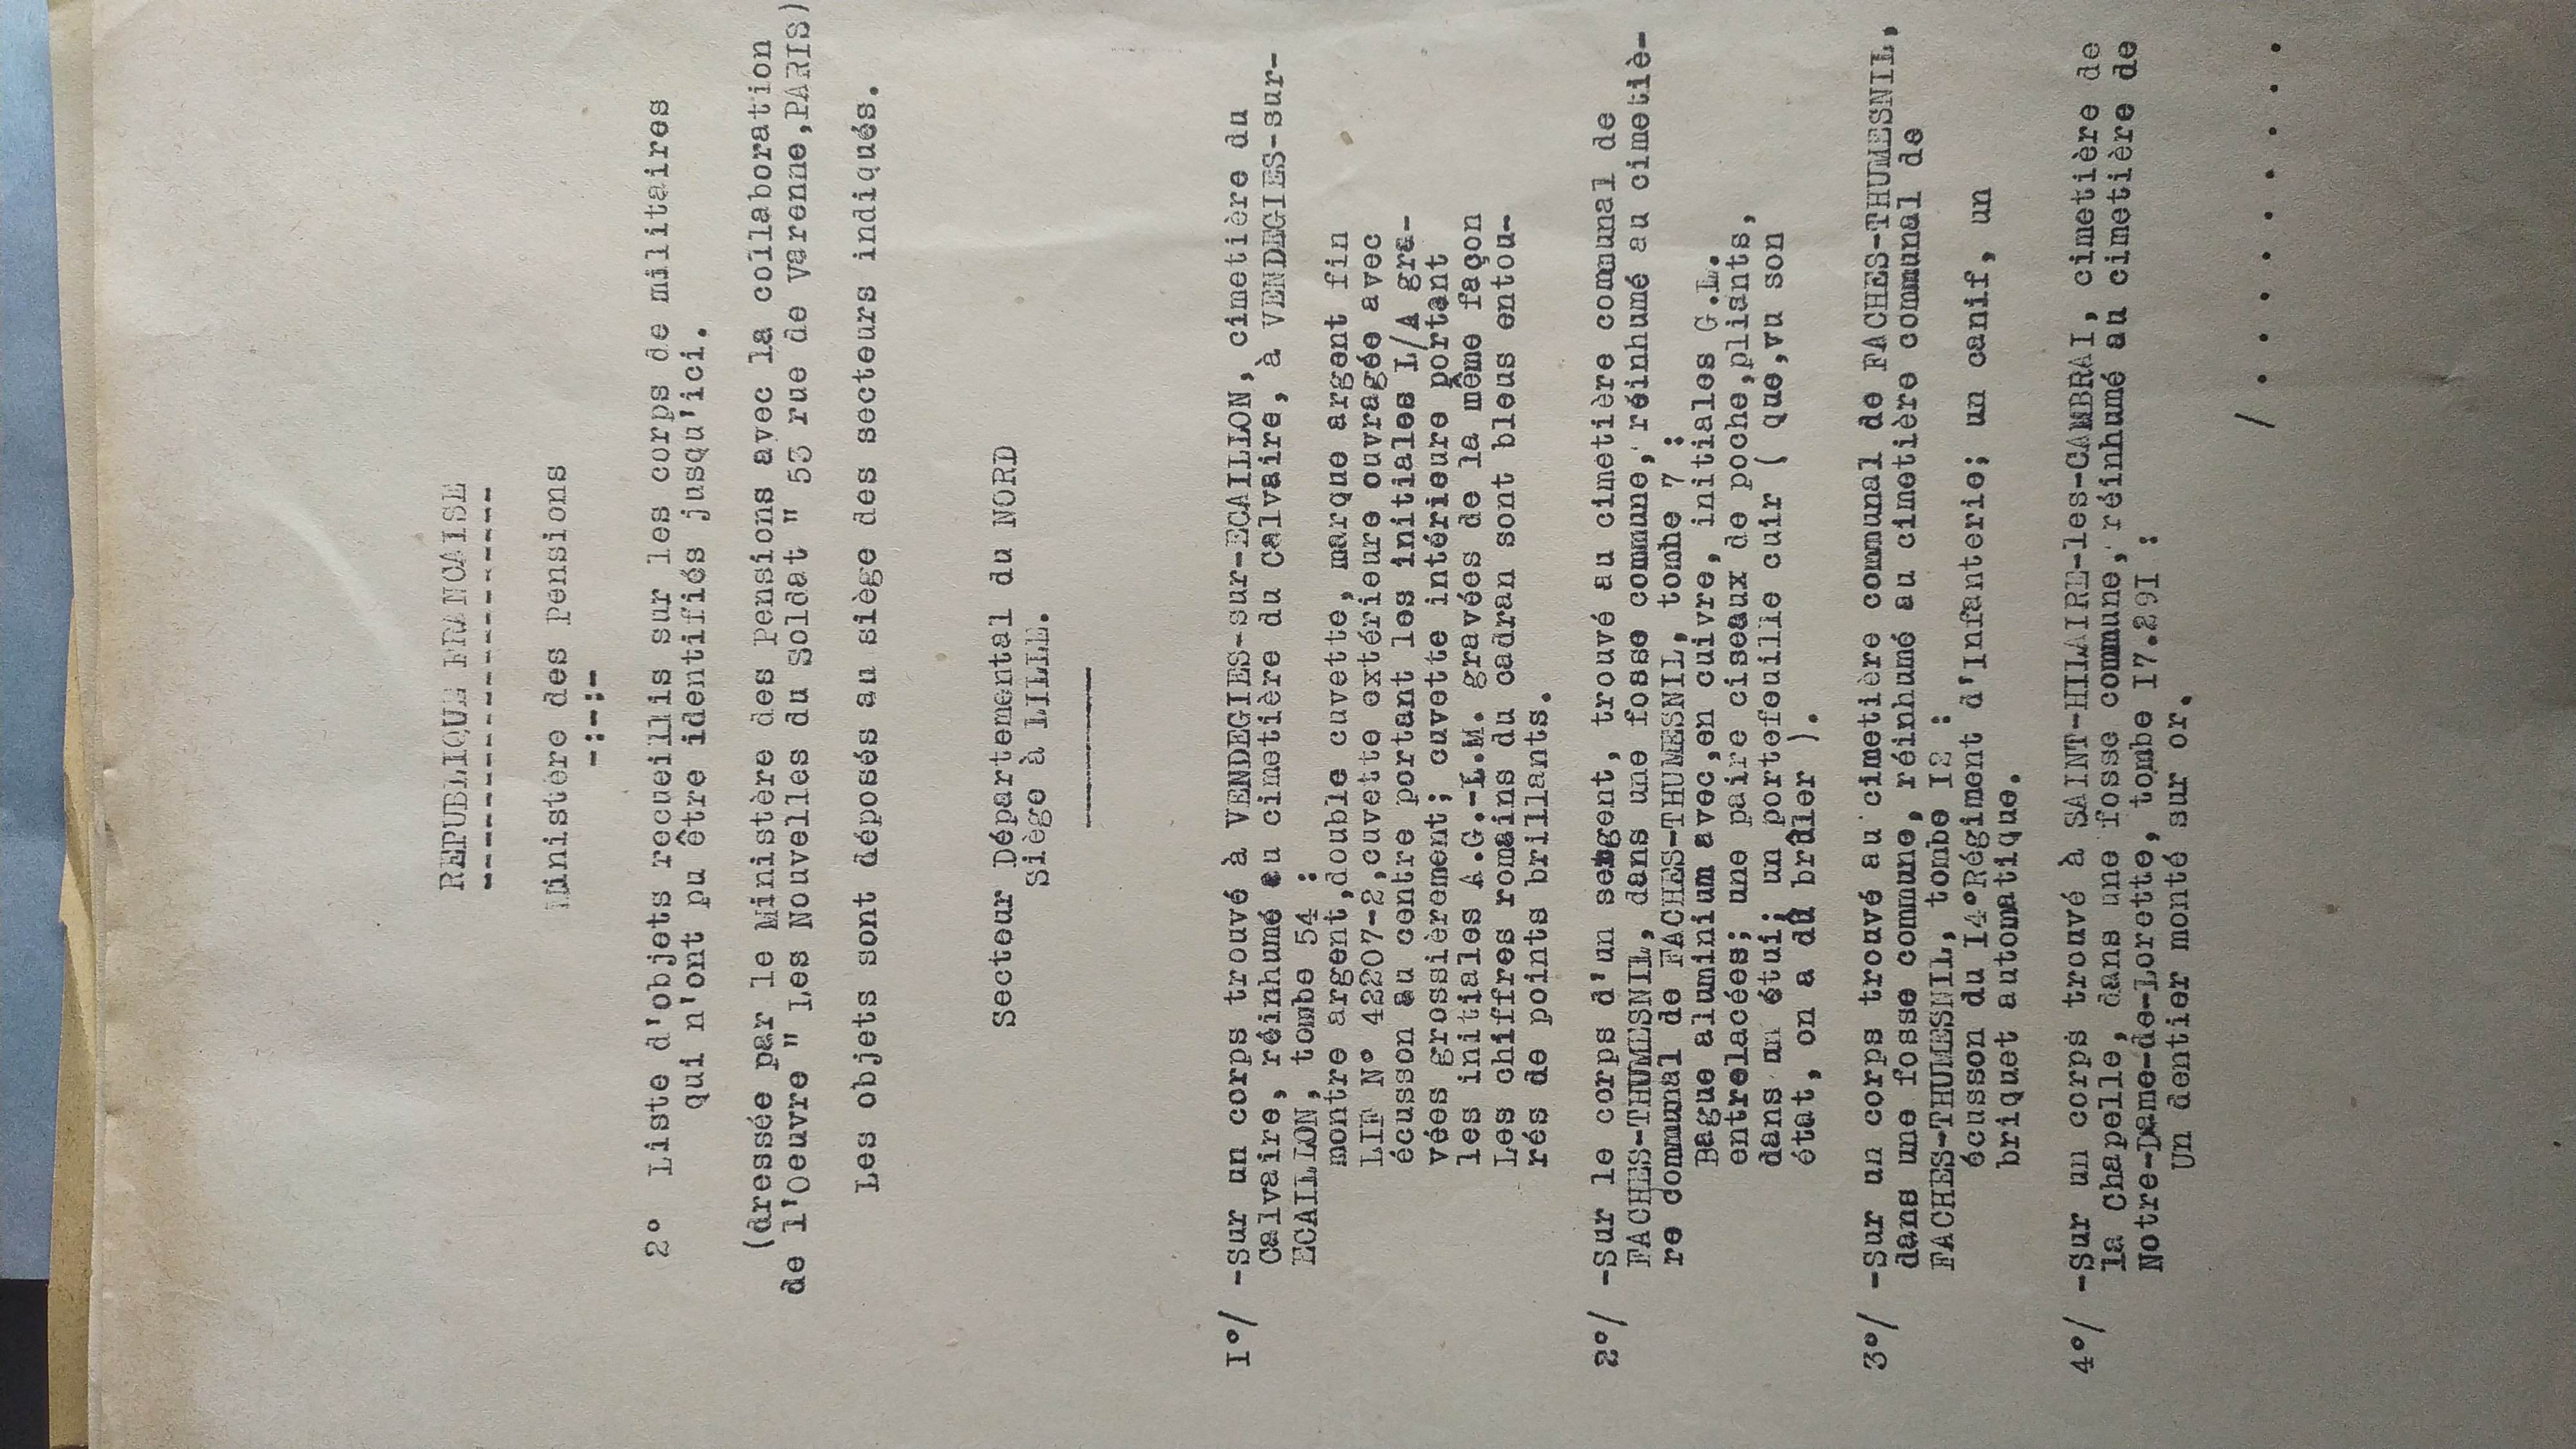 REPUBLIQUE FRANCAISE
--------------------
Ministère des Pensions
-:-:-
2° Liste d'objets recueillis sur les corps de militaires
qui n'ont pu être identifiés jusqu'ici.
(dressée par le Ministère des Pensions avec la collaboration
de l'Oeuvre " Les Nouvelles du Soldat " 53 rue de Varenne,PARIS)
Les objets sont déposés au siège des secteurs indiqués.
Secteur Départemental du NORD
Siège à LILLE.
1°/ -Sur un corps trouvé à VENDEGIES-sur-ECAILLON, cimetière du
Calvaire, réinhumé au cimetière du Calvaire, à VENDEGIES-sur-
ECAILLON, tombe 54 :
montre argent,double cuvette, marque argent fin
LIF N° 42207-2,cuvette extérieure ouvragée avec
écusson au centre portant les initiales L/A gra-
vées grossièrement; cuvette intérieure portant
les initiales A.G.-L.M. gravées de la même façon
Les chiffres romains du cadran sont bleus entou-
rés de points brillants.
2°/ -Sur le corps d'un sergent, trouvé au cimetière communal de
FACHES-THUMESNIL, dans une fosse commune, réinhumé au cimetiè-
re communal de FACHES-THUMESNIL, tombe 7 :
Bague aluminium avec,en cuivre, initiales G.L.
entrelacées; une paire ciseaux de poche,pliants,
dans un étui; un portefeuille cuir ( que,vu son
état, on a dû brûler ).
3°/ -Sur un corps trouvé au cimetière communal de FACHES-THUMESNIL,
dans une fosse commune, réinhumé au cimetière communal de
FACHES-THUMESNIL, tombe I2 :
écusson du I4°Régiment d'Infanterie; un canif, un
briquet automatique.
4°/ -Sur un corps trouvé à SAINT-HILAIRE-les-CAMBRAI, cimetière de
la Chapelle, dans une fosse commune, réinhumé au cimetière de
Notre-Dame-de-Lorette, tombe I7.29I :
Un dentier monté sur or.
/..........